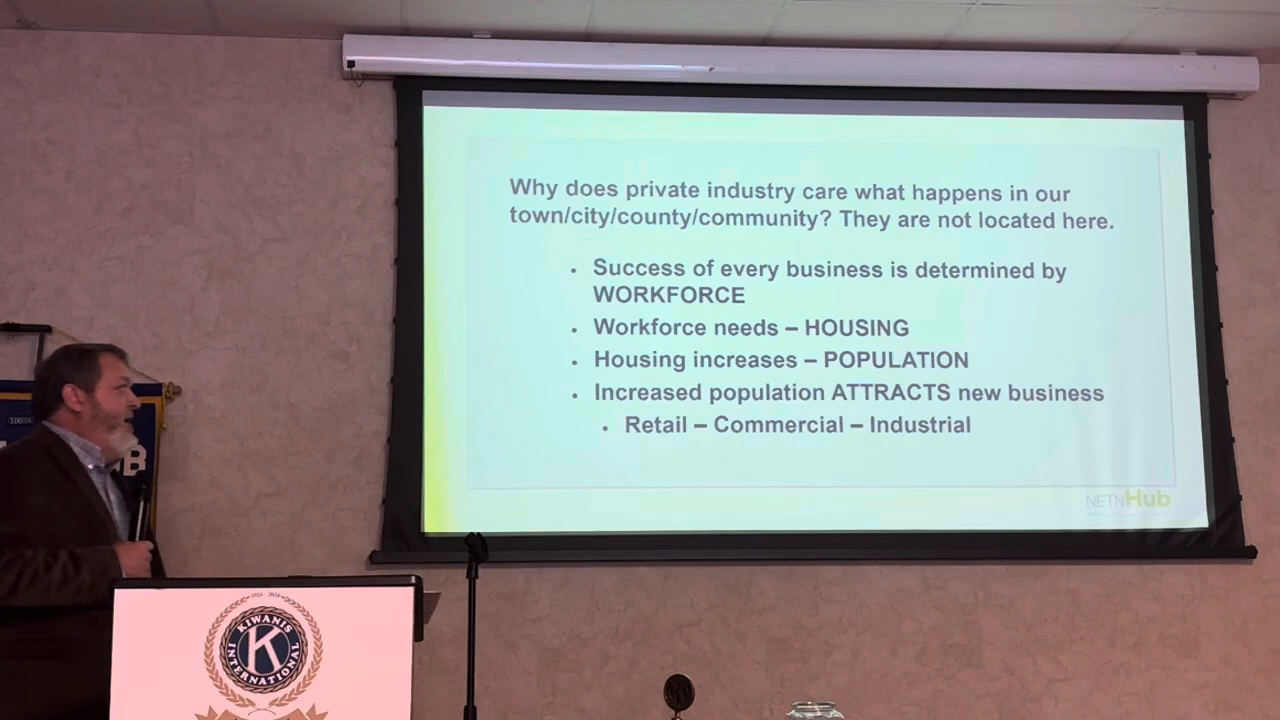 Why does private industry care what happens in our
town/city/county/community? They are not located here.
• Success of every business is determined by
WORKFORCE
• Workforce needs – HOUSING
• Housing increases – POPULATION
• Increased population ATTRACTS new business
• Retail – Commercial – Industrial
NETNHub
1924 - 2024
KIWANIS
K
INTERNATIONAL